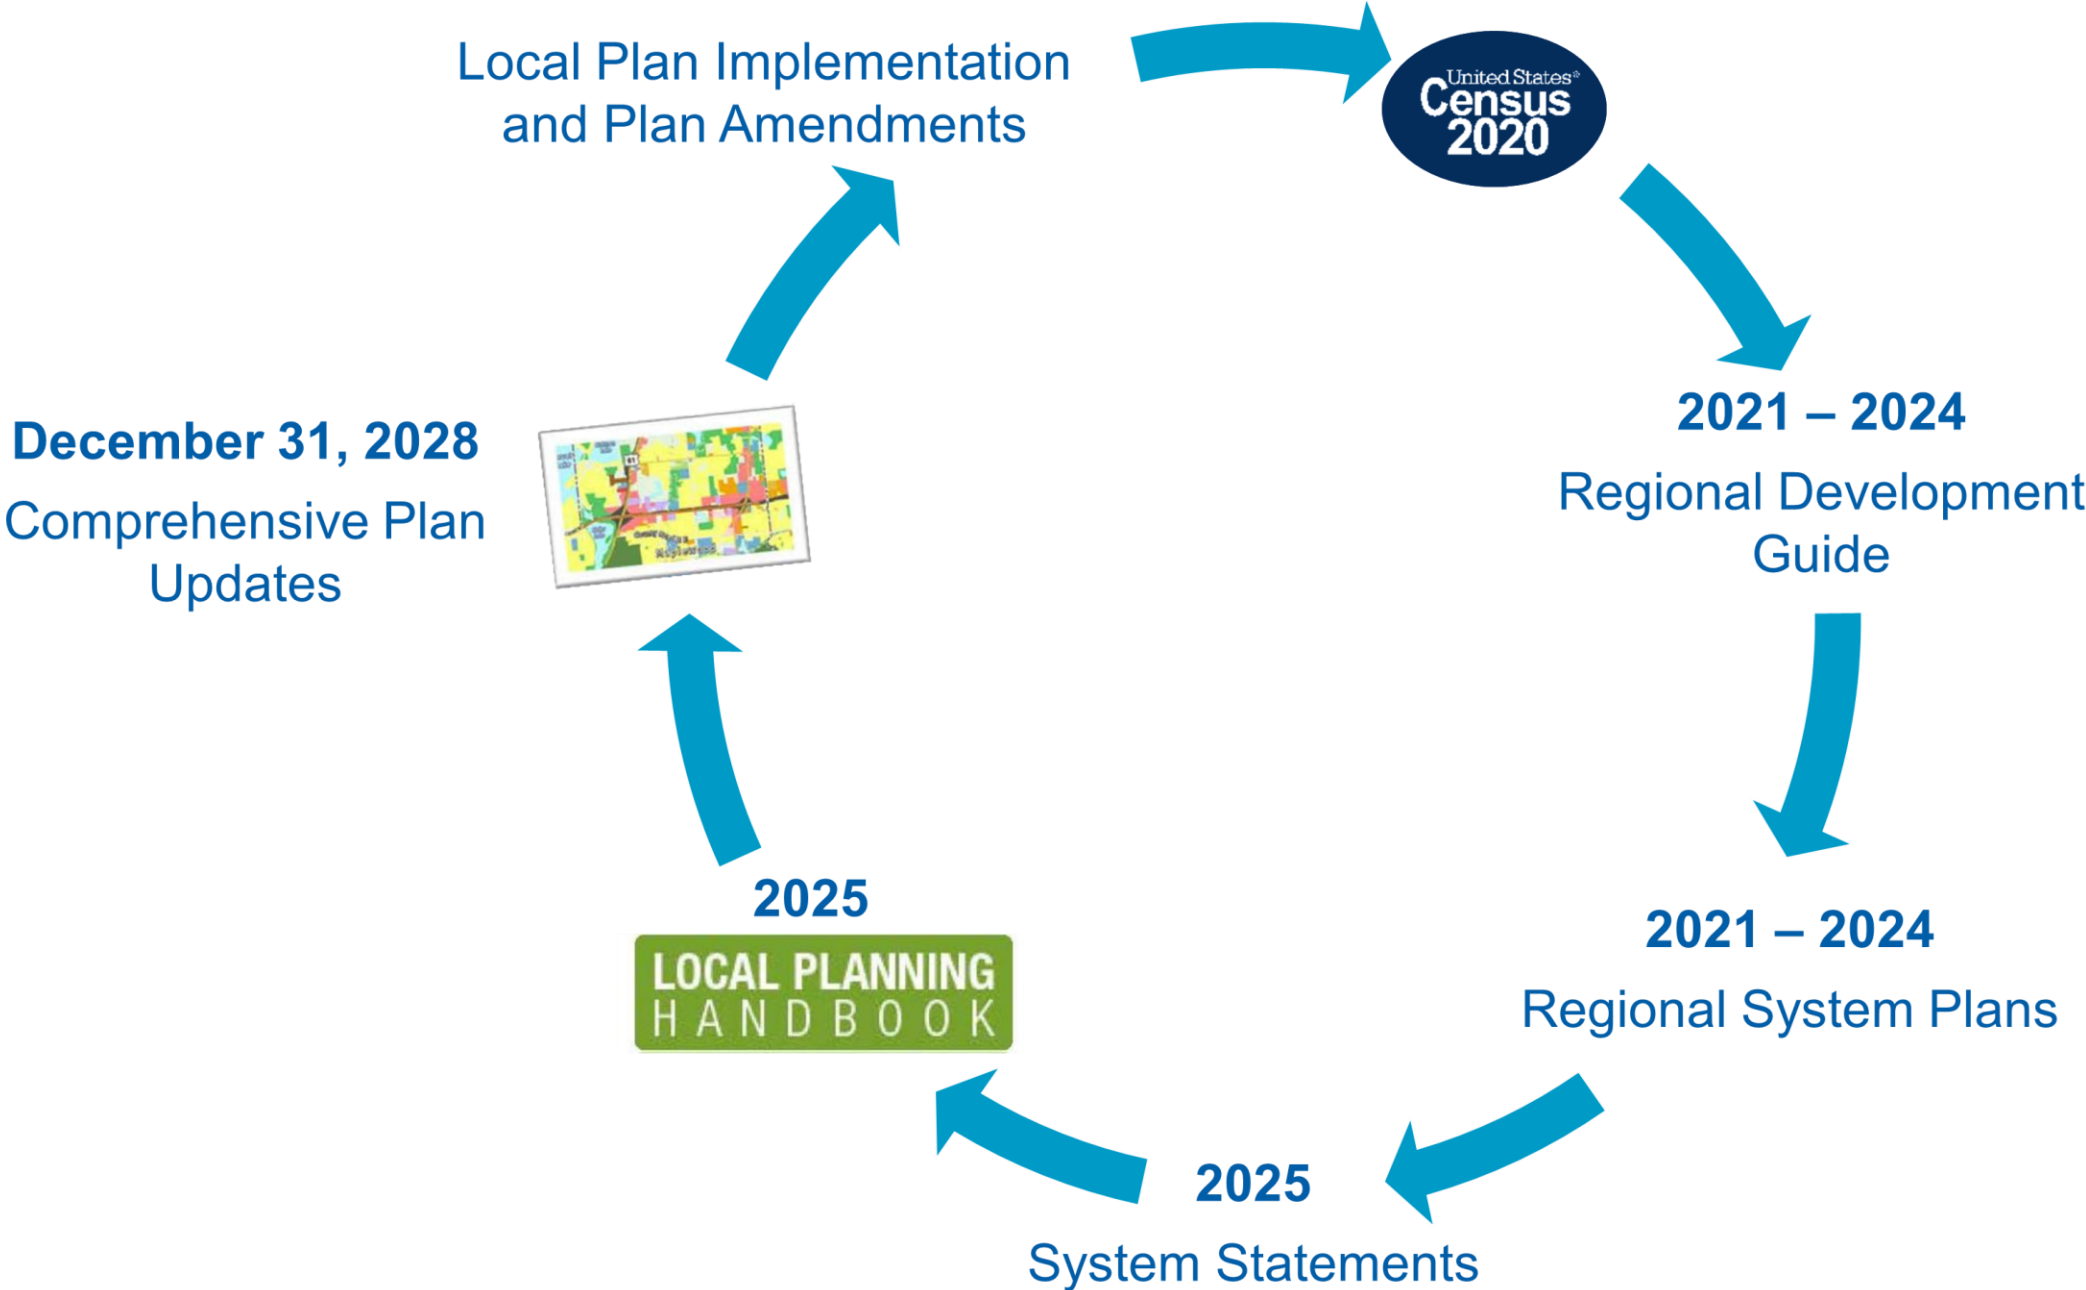 Local Plan Implementation
and Plan Amendments
United States
Census
2020
2021 – 2024
Regional Development
Guide
2021 – 2024
Regional System Plans
2025
System Statements
2025
LOCAL PLANNING
HANDBOOK
December 31, 2028
Comprehensive Plan
Updates